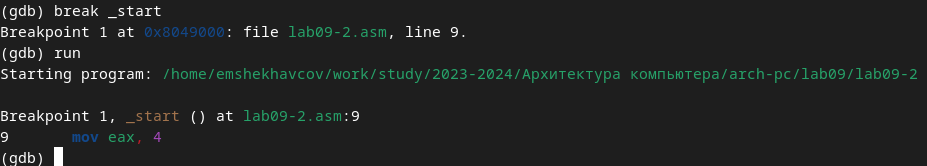 (gdb) break _start
Breakpoint 1 at 0x8049000: file lab09-2.asm, line 9.
(gdb) run
Starting program: /home/emshekhavcov/work/study/2023-2024/Архитектура компьютера/arch-pc/lab09/lab09-2
Breakpoint 1, _start () at lab09-2.asm:9
9       mov eax, 4
(gdb)